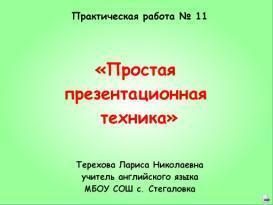 Практическая работа № 11
«Простая
презентационная
техника»
Терехова Лариса Николаевна
учитель английского языка
МБОУ СОШ с. Стегаловка